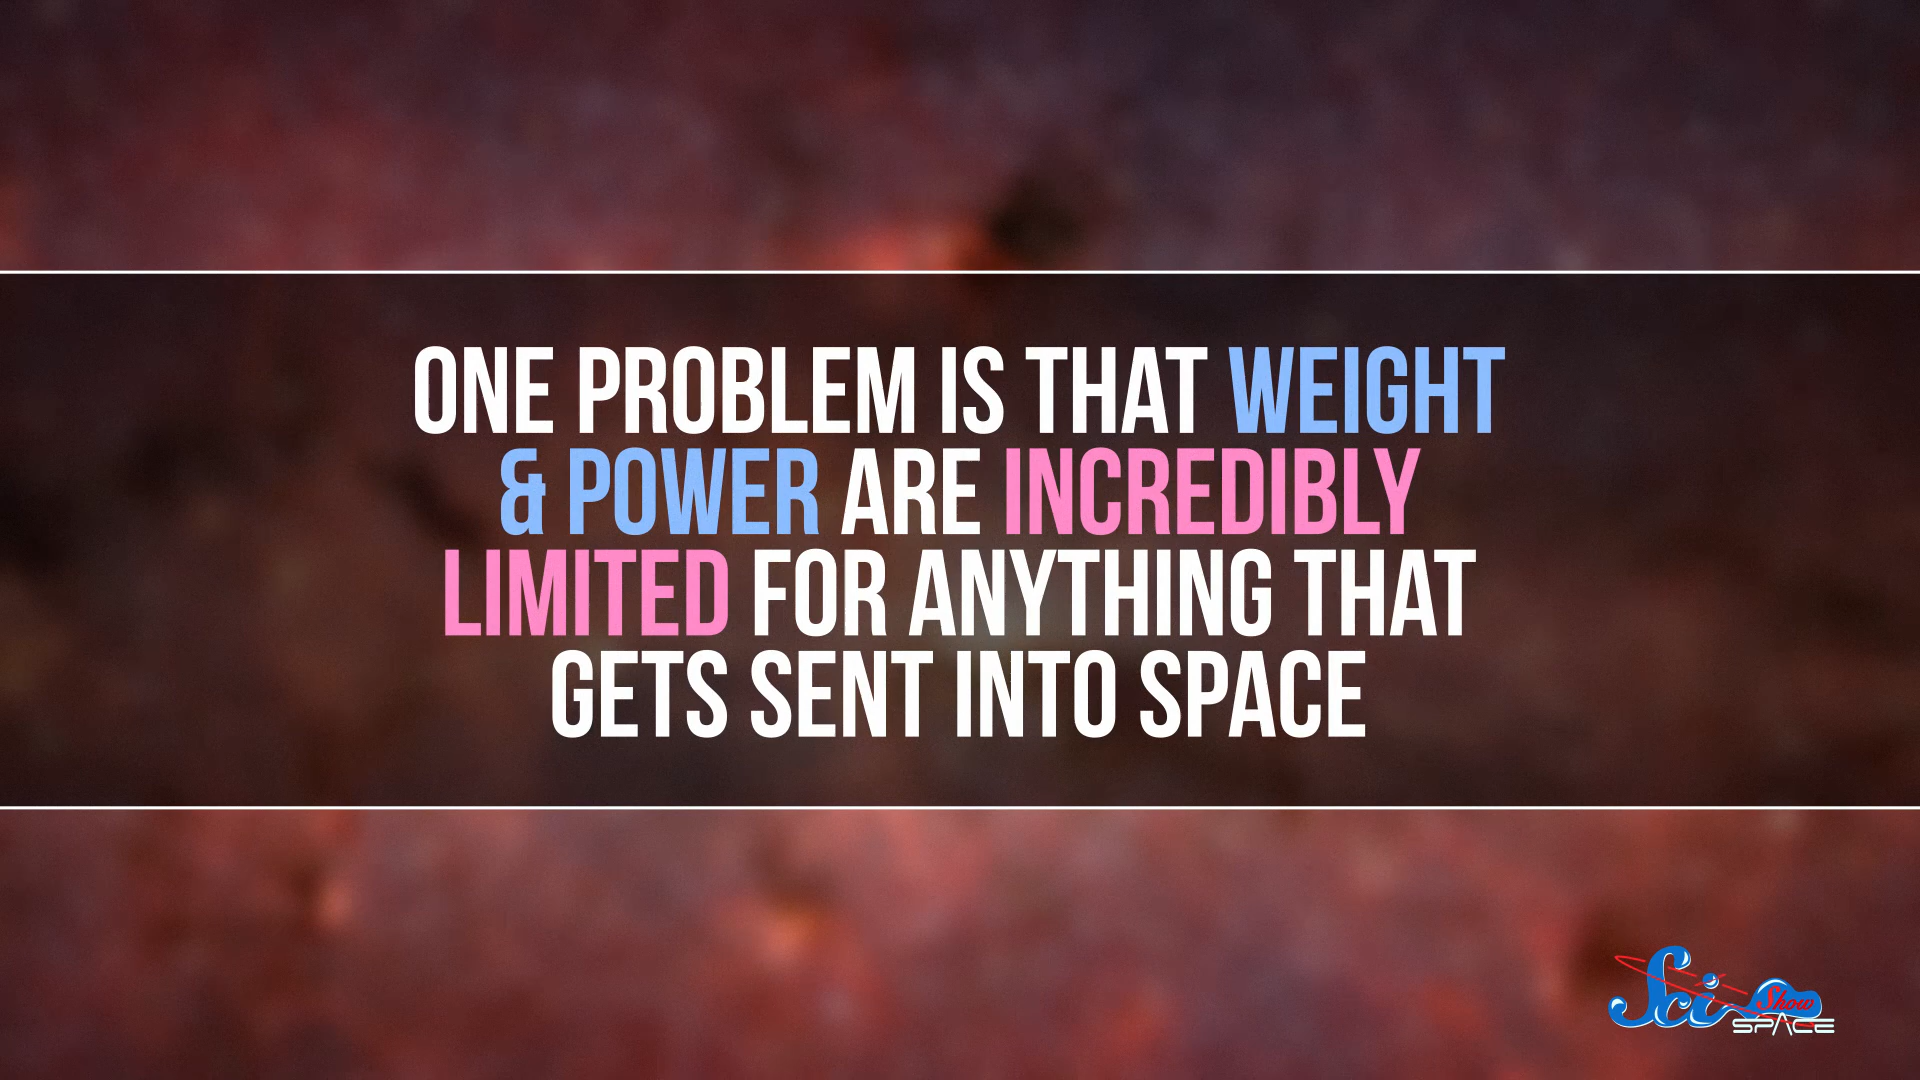 ONE PROBLEM IS THAT WEIGHT
& POWER ARE INCREDIBLY
LIMITED FOR ANYTHING THAT
GETS SENT INTO SPACE
Sci Show
SPACE